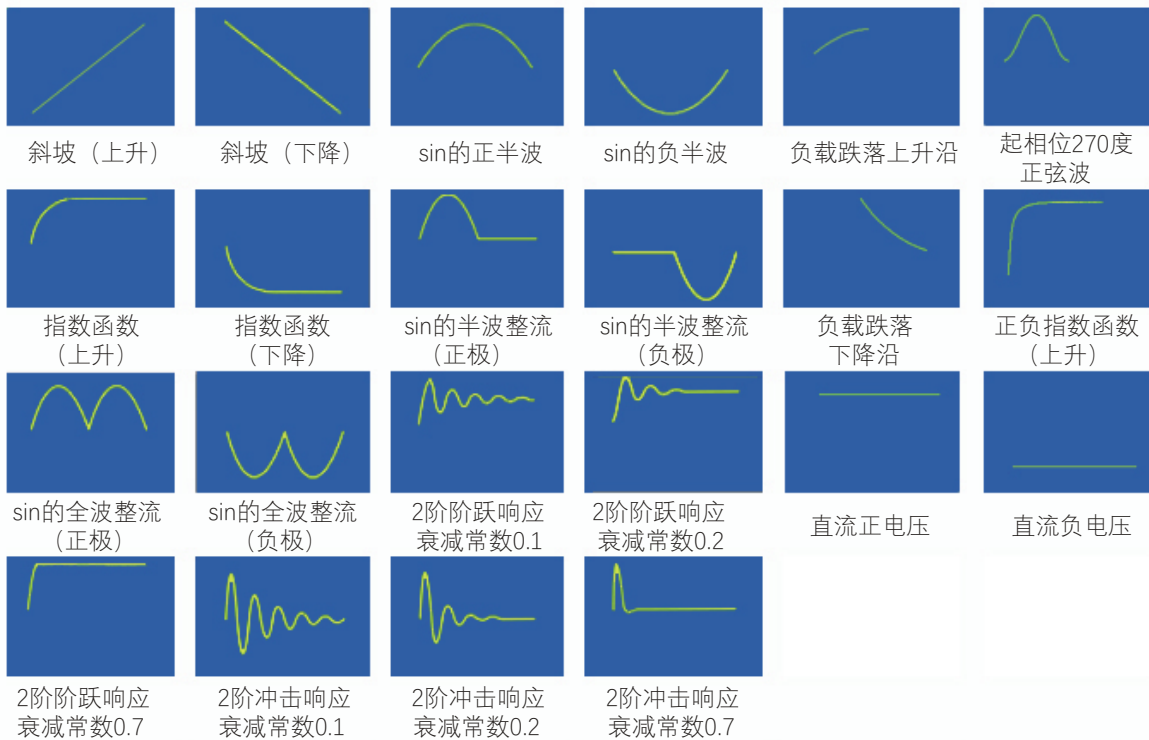 斜坡（上升）
斜坡（下降）
sin的正半波
sin的负半波
负载跌落上升沿
起相位270度
正弦波
指数函数
（上升）
指数函数
（下降）
sin的半波整流
（正极）
sin的半波整流
（负极）
负载跌落
下降沿
正负指数函数
（上升）
sin的全波整流
（正极）
sin的全波整流
（负极）
2阶阶跃响应
衰减常数0.1
2阶阶跃响应
衰减常数0.2
直流正电压
直流负电压
2阶阶跃响应
衰减常数0.7
2阶冲击响应
衰减常数0.1
2阶冲击响应
衰减常数0.2
2阶冲击响应
衰减常数0.7